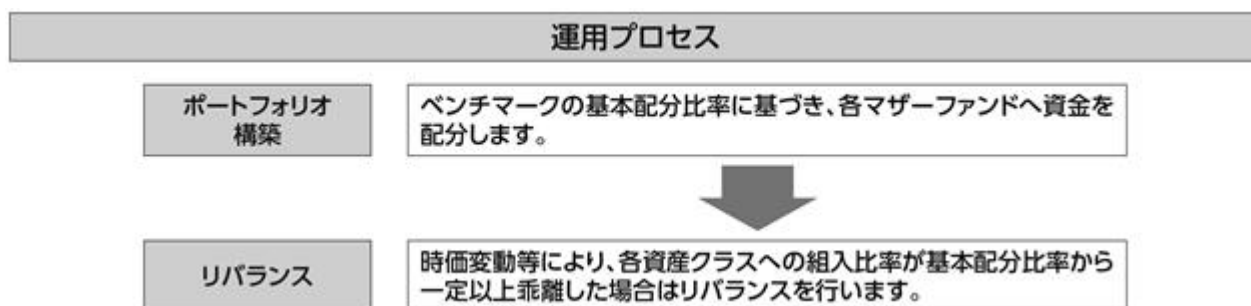 運用プロセス
ポートフォリオ
構築
ベンチマークの基本配分比率に基づき、各マザーファンドへ資金を
配分します。
リバランス
時価変動等により、各資産クラスへの組入比率が基本配分比率から
一定以上乖離した場合はリバランスを行います。